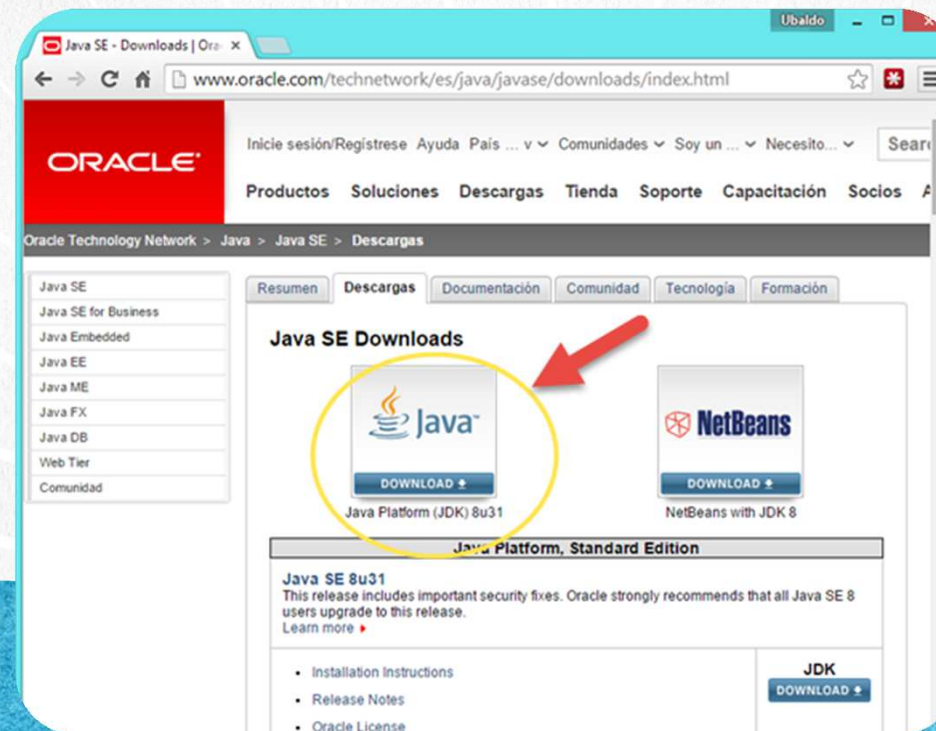 Ubaldo
Java SE - Downloads | Ora
www.oracle.com/technetwork/es/java/javase/downloads/index.html
Inicie sesión/Regístrese Ayuda País ... v Comunidades Soy un ... Necesito...
ORACLE
Productos Soluciones Descargas Tienda Soporte Capacitación Socios
Oracle Technology Network > Java > Java SE > Descargas
Java SE
Java SE for Business
Java Embedded
Java EE
Java ME
Java FX
Java DB
Web Tier
Comunidad
Resumen Descargas Documentación Comunidad Tecnología Formación
Java SE Downloads
Java™
DOWNLOAD
Java Platform (JDK) 8u31
NetBeans
DOWNLOAD
NetBeans with JDK 8
Java Platform, Standard Edition
Java SE 8u31
This release includes important security fixes. Oracle strongly recommends that all Java SE 8
users upgrade to this release.
Learn more
• Installation Instructions
• Release Notes
• Oracle License
JDK
DOWNLOAD